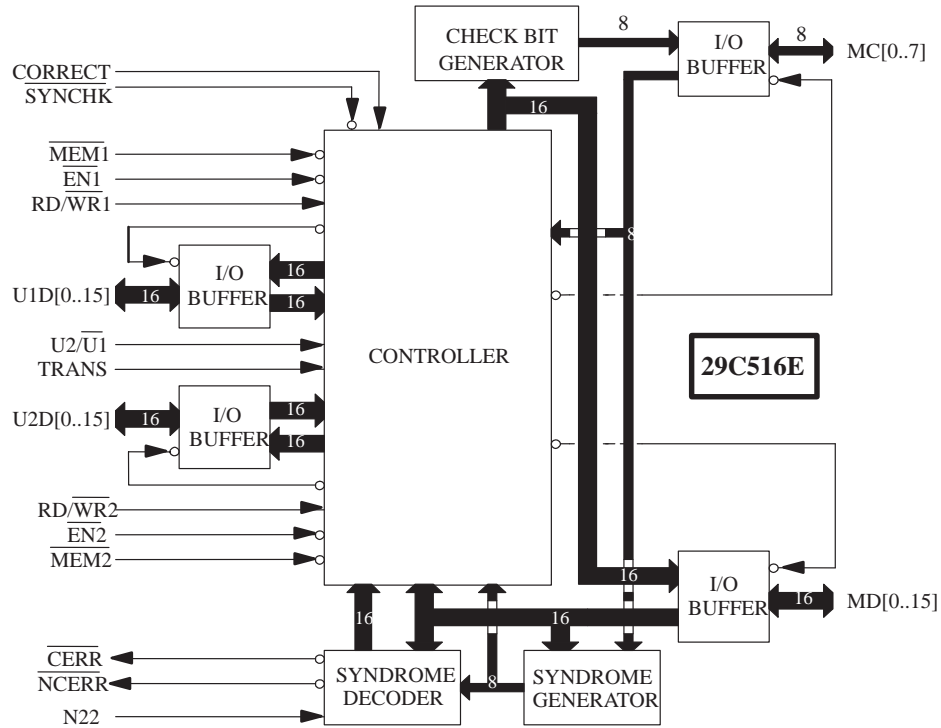 8
CHECK BIT
GENERATOR
I/O
BUFFER
8
MC[0..7]
CORRECT
SYNCHK
16
MEM1
EN1
RD/WR1
8
I/O
BUFFER
16
16
U1D[0..15]
16
U2/U1
TRANS
CONTROLLER
29C516E
I/O
BUFFER
16
16
U2D[0..15]
16
RD/WR2
EN2
MEM2
16
I/O
BUFFER
16
MD[0..15]
16
16
CERR
NCERR
N22
SYNDROME
DECODER
8
SYNDROME
GENERATOR